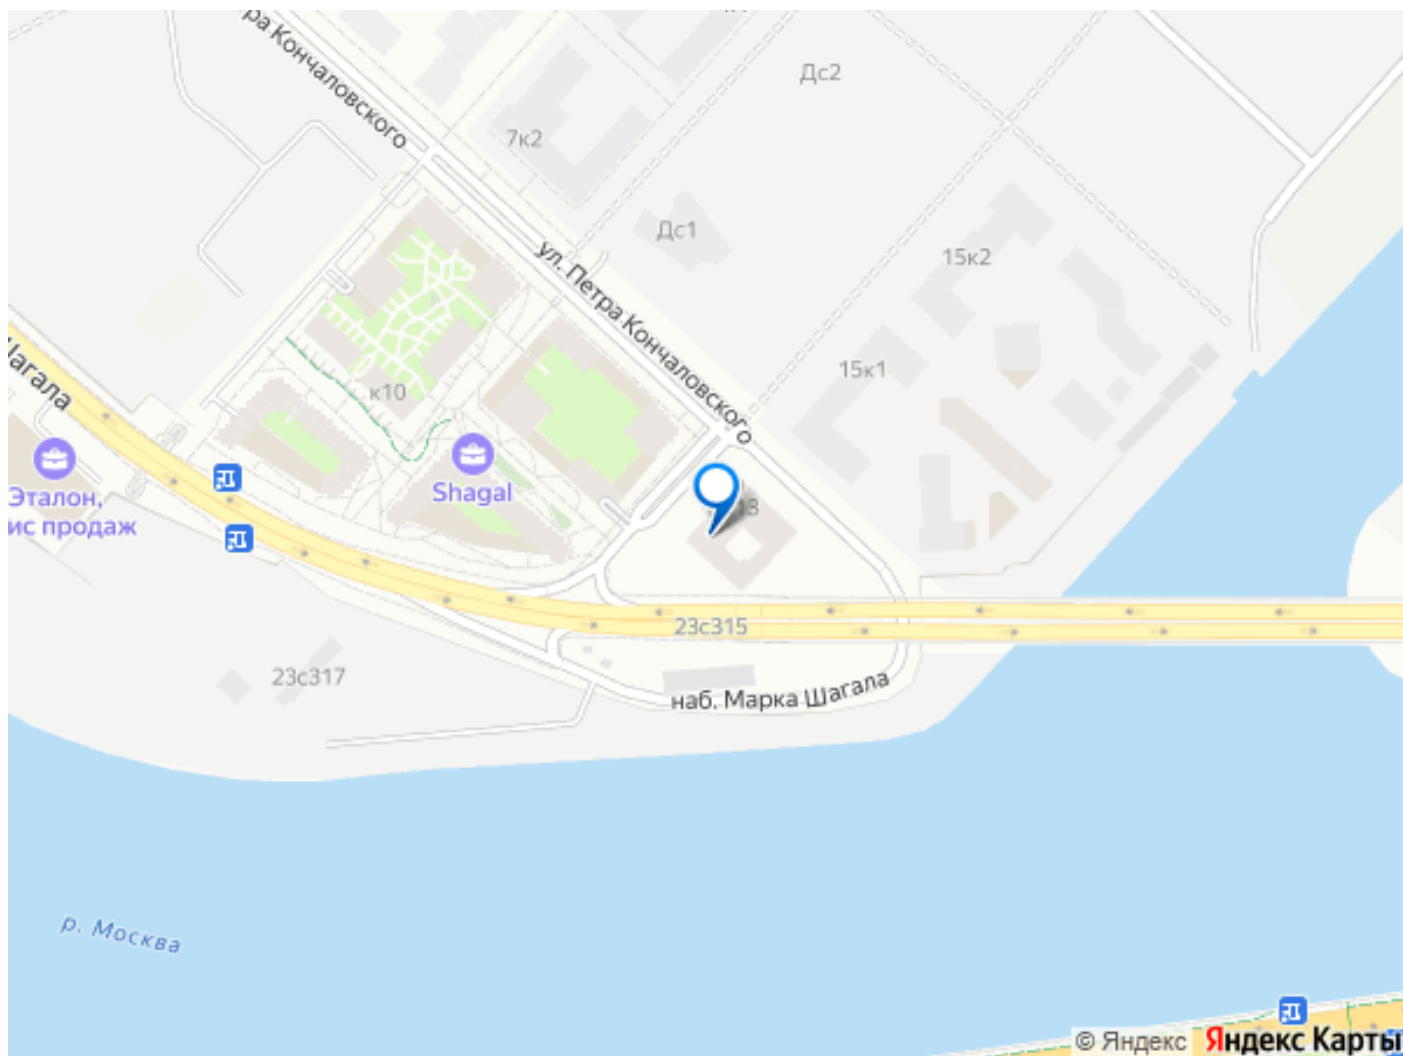 ра Кончаловского
Дс2
7к2
Дс1
ул. Петра Кончаловского
15к2
15к1
Шагала
к10
Shagal
Эталон,
ис продаж
23с315
23с317
наб. Марка Шагала
р. Москва
© Яндекс Яндекс Карты